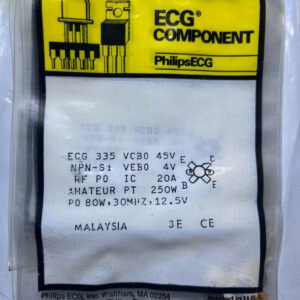 ECG®
COMPONENT
PhilipsECG
ECG 335 VCBO 45V
NPN-Si VEBO 4V
RF PO IC 20A
AMATEUR PT 250W
PO 80W,30MHZ,12.5V
E C
B E
MALAYSIA 3E CE
Philips ECG, Inc. Waltham, MA 02254